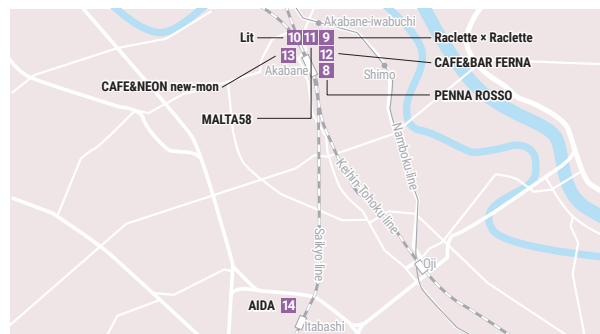 Akabane-iwabuchi
Lit
10
11
9
Raclette × Raclette
13
12
CAFE&BAR FERNA
Akabane
8
Shimo
CAFE&NEON new-mon
PENNA ROSSO
MALTA58
Namboku line
Keihin-Tohoku line
Saikyo line
Oji
AIDA
14
Itabashi